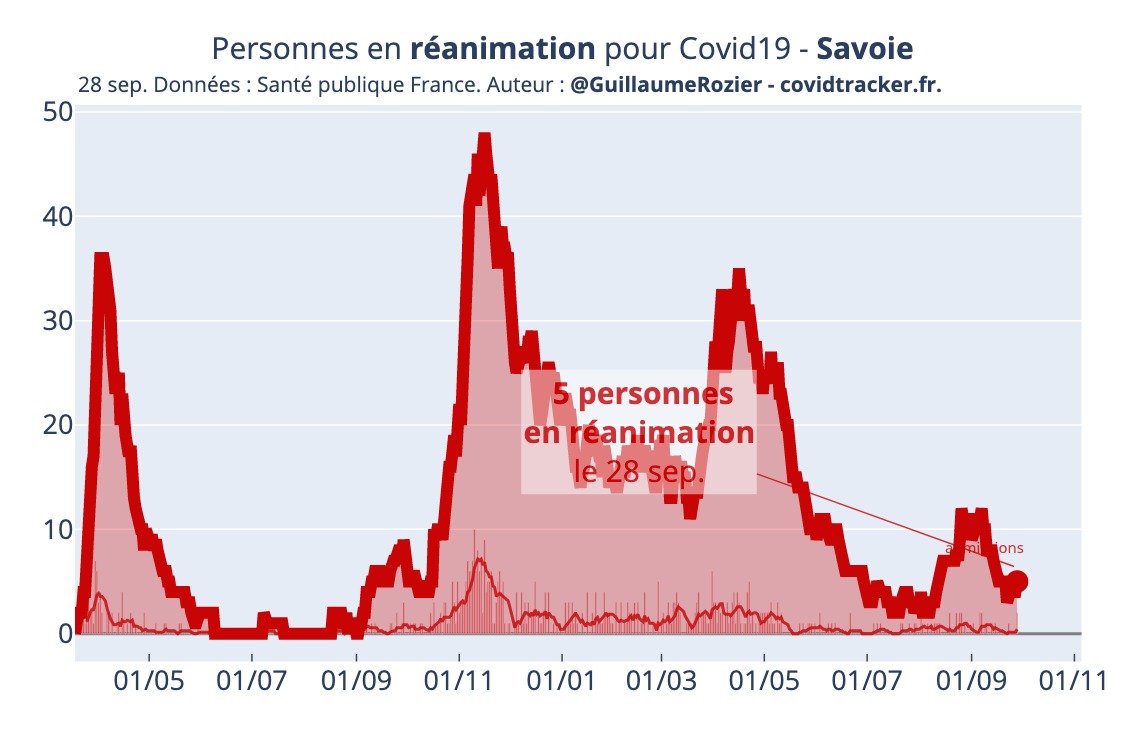 Personnes en réanimation pour Covid19 - Savoie
28 sep. Données : Santé publique France. Auteur : @GuillaumeRozier - covidtracker.fr.
50
40
30
20
10
0
5 personnes
en réanimation
le 28 sep.
admissions
01/05 01/07 01/09 01/11 01/01 01/03 01/05 01/07 01/09 01/11